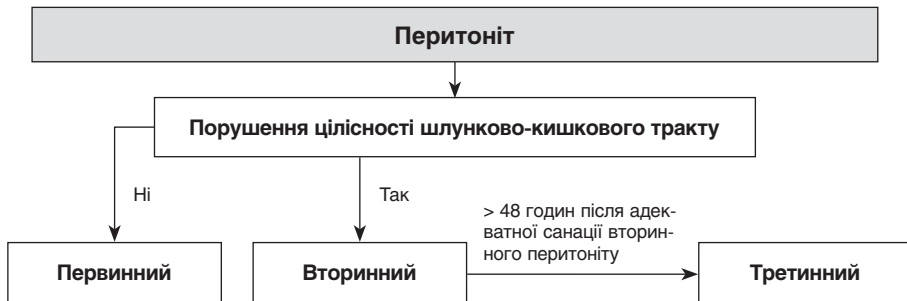 Перитоніт
Порушення цілісності шлунково-кишкового тракту
Ні
Так
> 48 годин після адек-
ватної санації вторин-
ного перитоніту
Первинний
Вторинний
Третинний